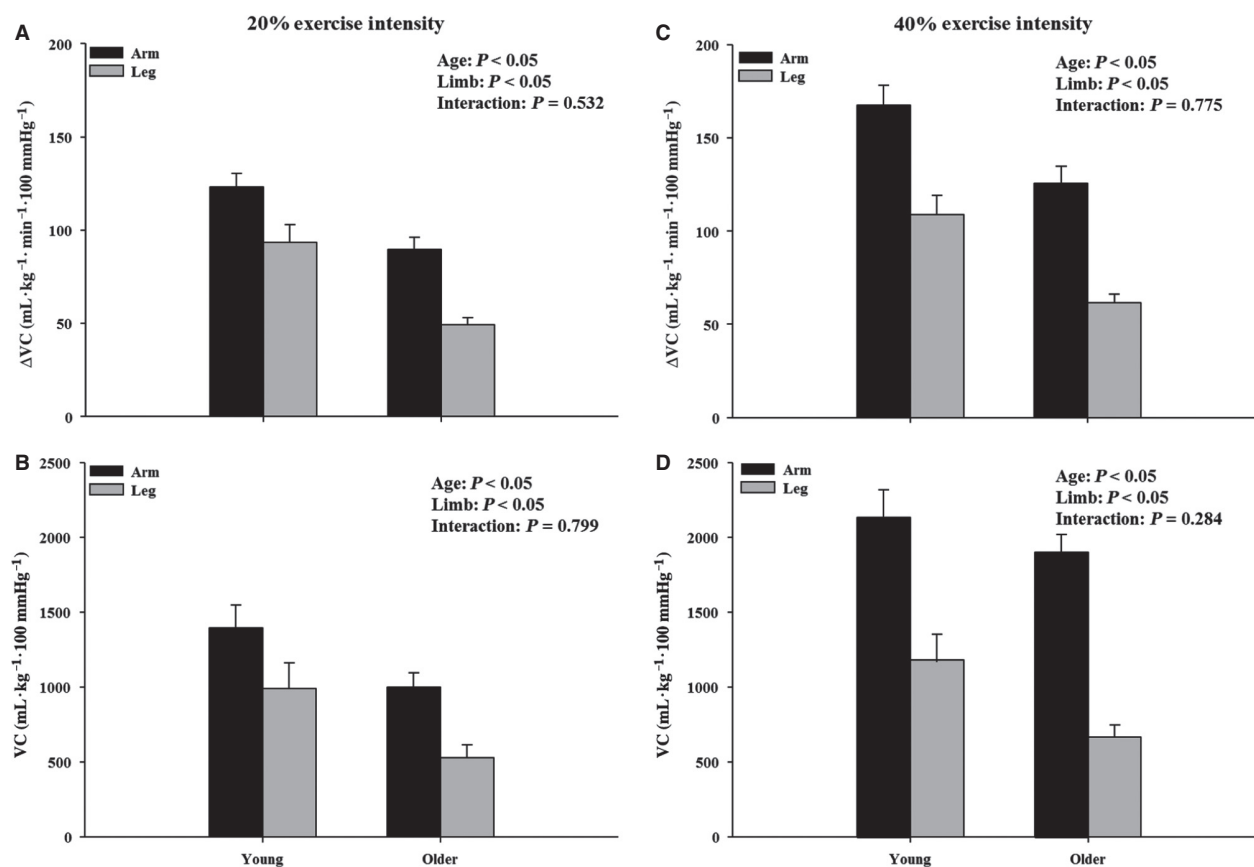 20% exercise intensity
A
200
150
100
50
0
ΔVC (mL·kg⁻¹· min⁻¹·100 mmHg⁻¹)
Arm
Leg
Age: P < 0.05
Limb: P < 0.05
Interaction: P = 0.532
B
2500
2000
1500
1000
500
0
VC (mL·kg⁻¹·100 mmHg⁻¹)
Arm
Leg
Age: P < 0.05
Limb: P < 0.05
Interaction: P = 0.799
Young Older
40% exercise intensity
C
200
150
100
50
0
ΔVC (mL·kg⁻¹· min⁻¹·100 mmHg⁻¹)
Arm
Leg
Age: P < 0.05
Limb: P < 0.05
Interaction: P = 0.775
D
2500
2000
1500
1000
500
0
VC (mL·kg⁻¹·100 mmHg⁻¹)
Arm
Leg
Age: P < 0.05
Limb: P < 0.05
Interaction: P = 0.284
Young Older